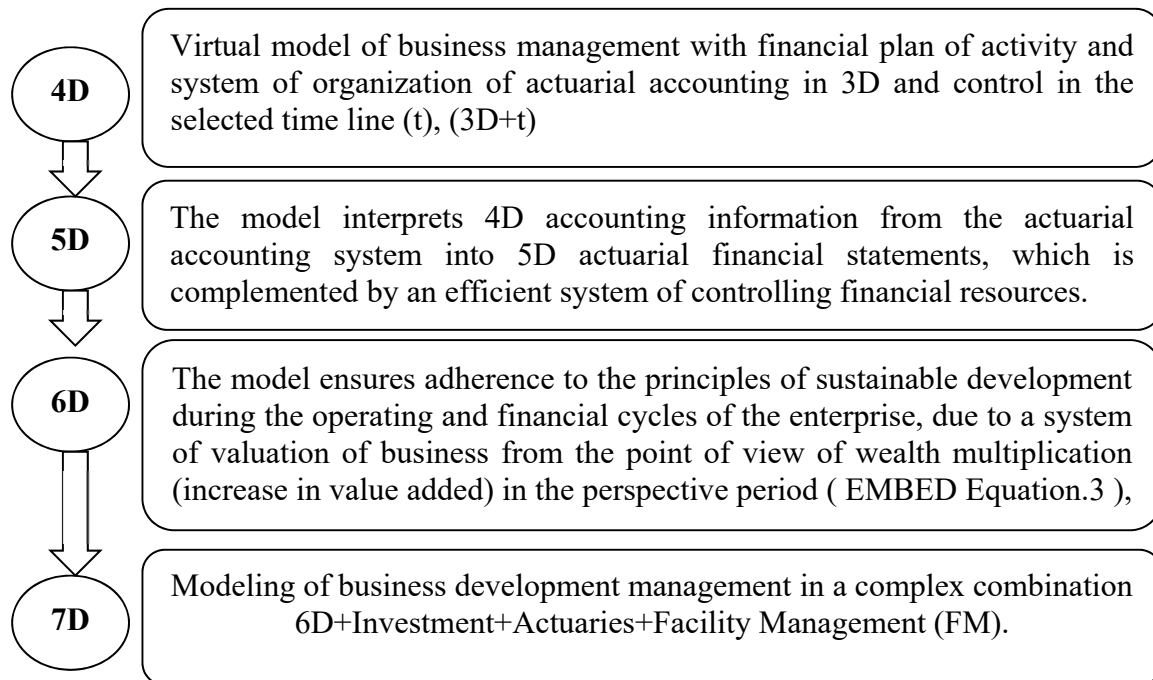 4D
Virtual model of business management with financial plan of activity and
system of organization of actuarial accounting in 3D and control in the
selected time line (t), (3D+t)
5D
The model interprets 4D accounting information from the actuarial
accounting system into 5D actuarial financial statements, which is
complemented by an efficient system of controlling financial resources.
6D
The model ensures adherence to the principles of sustainable development
during the operating and financial cycles of the enterprise, due to a system
of valuation of business from the point of view of wealth multiplication
(increase in value added) in the perspective period ( EMBED Equation.3 ),
7D
Modeling of business development management in a complex combination
6D+Investment+Actuaries+Facility Management (FM).